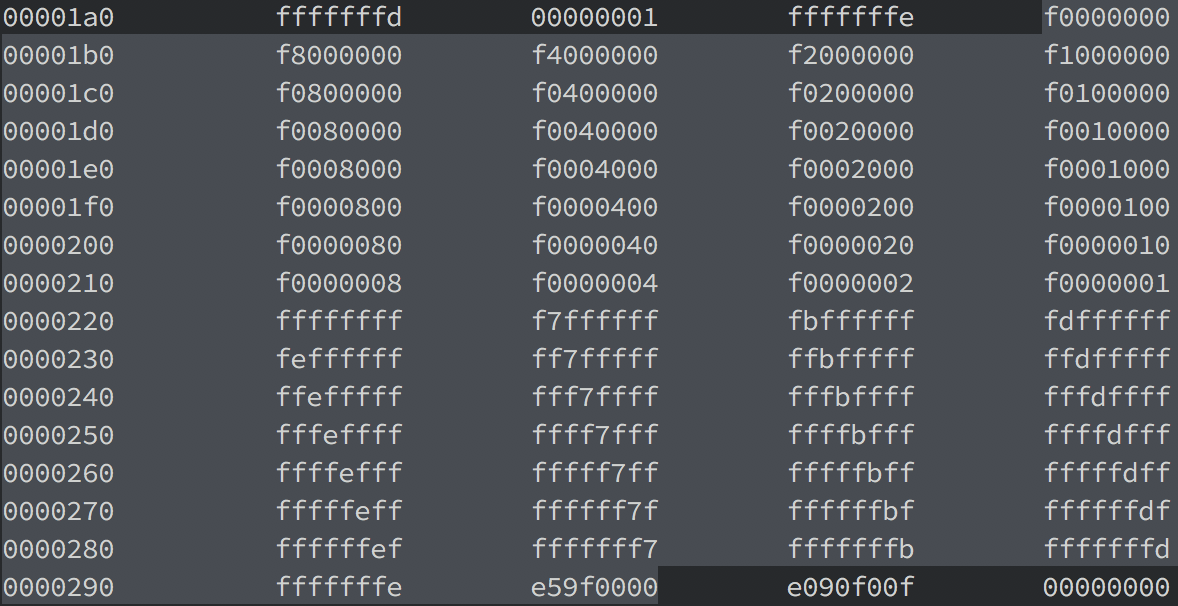 00001a0 fffffffd 00000001 fffffffe f0000000
00001b0 f8000000 f4000000 f2000000 f1000000
00001c0 f0800000 f0400000 f0200000 f0100000
00001d0 f0080000 f0040000 f0020000 f0010000
00001e0 f0008000 f0004000 f0002000 f0001000
00001f0 f0000800 f0000400 f0000200 f0000100
0000200 f0000080 f0000040 f0000020 f0000010
0000210 f0000008 f0000004 f0000002 f0000001
0000220 ffffffff f7ffffff fbffffff fdffffff
0000230 feffffff ff7fffff ffbfffff ffdfffff
0000240 ffefffff fff7ffff fffbffff fffdffff
0000250 fffeffff ffff7fff ffffbfff ffffdfff
0000260 ffffefff fffff7ff fffffbff fffffdff
0000270 fffffeff ffffff7f ffffffbf ffffffdf
0000280 ffffffef fffffff7 fffffffb fffffffd
0000290 fffffffe e59f0000 e090f00f 00000000